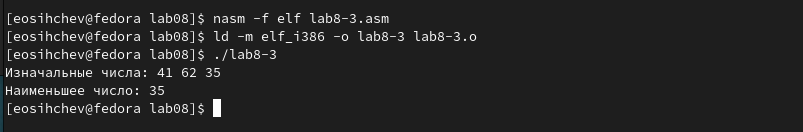 [eosihchev@fedora lab08]$ nasm -f elf lab8-3.asm
[eosihchev@fedora lab08]$ ld -m elf_i386 -o lab8-3 lab8-3.o
[eosihchev@fedora lab08]$ ./lab8-3
Изначальные числа: 41 62 35
Наименьшее число: 35
[eosihchev@fedora lab08]$